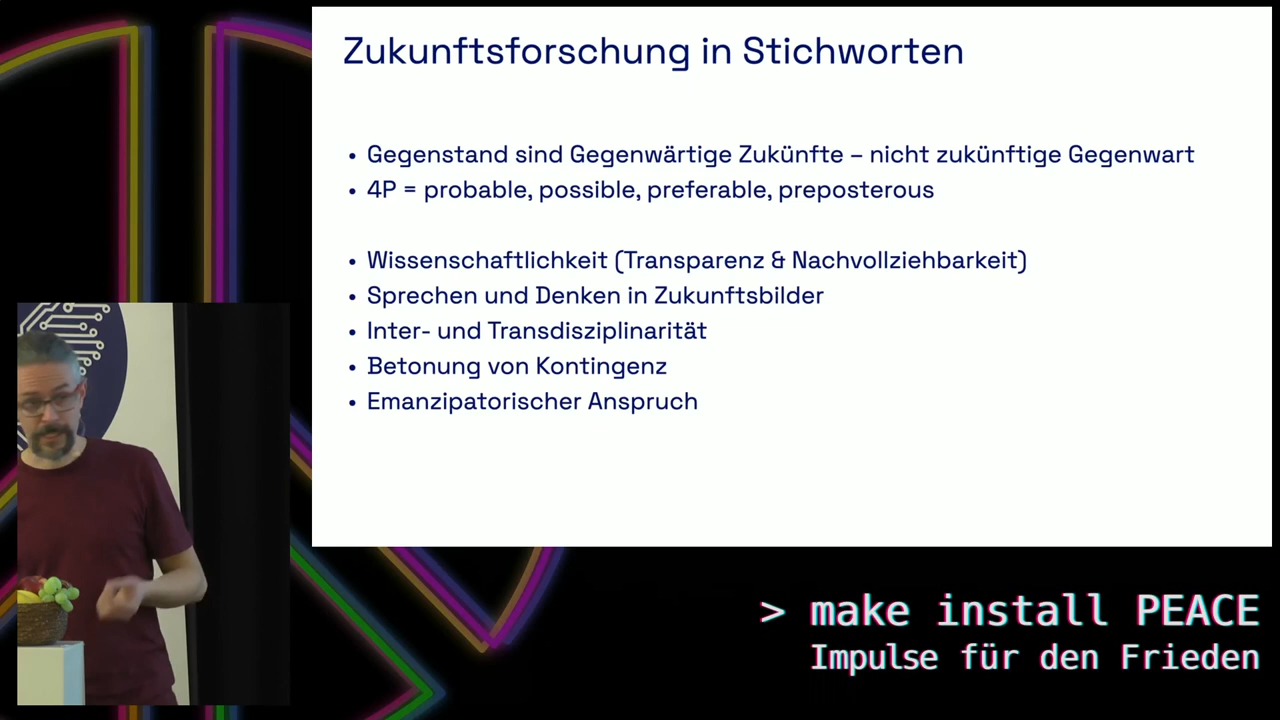 Zukunftsforschung in Stichworten
• Gegenstand sind Gegenwärtige Zukünfte – nicht zukünftige Gegenwart
• 4P = probable, possible, preferable, preposterous
• Wissenschaftlichkeit (Transparenz & Nachvollziehbarkeit)
• Sprechen und Denken in Zukunftsbilder
• Inter- und Transdisziplinarität
• Betonung von Kontingenz
• Emanzipatorischer Anspruch
> make install PEACE
Impulse für den Frieden